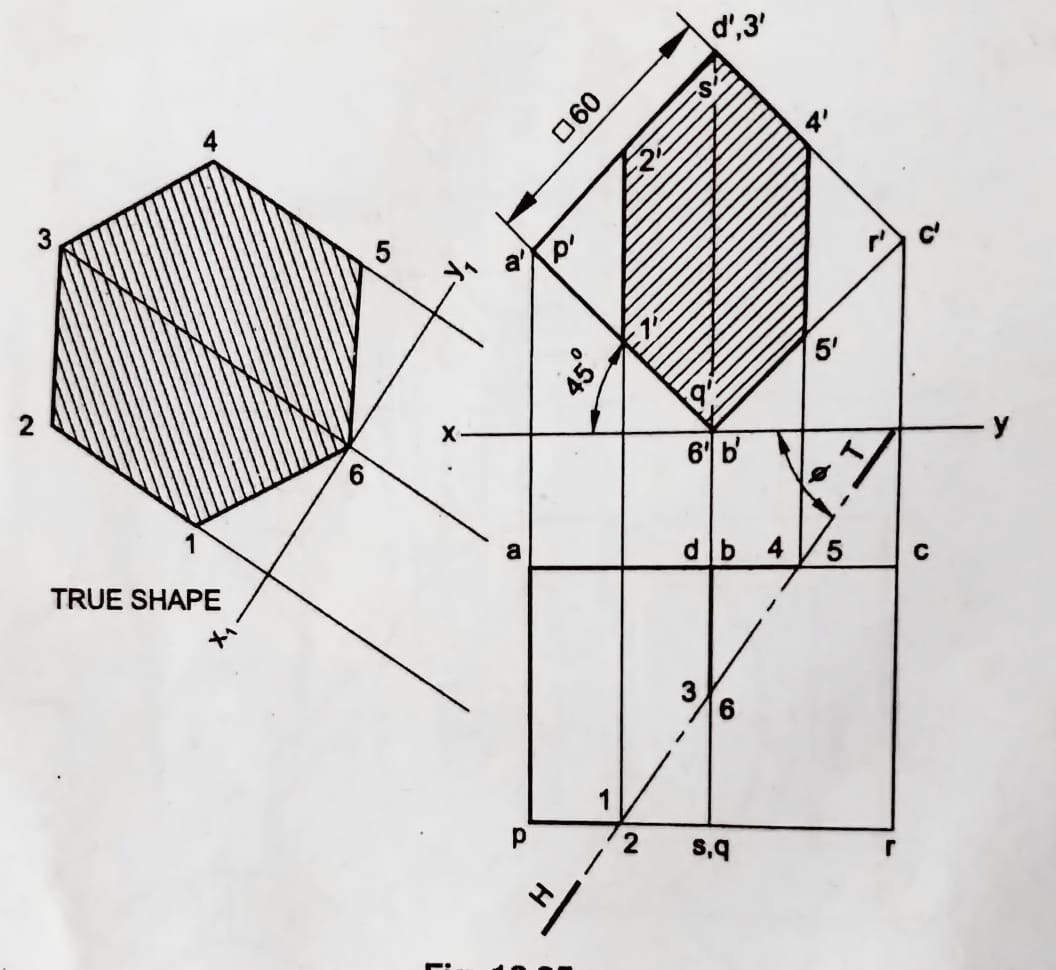 d',3'
s'
□60
4'
2'
4
3
5
y₁
a'
p'
r'
c'
1'
5'
45°
q'
2
x
y
6'
b'
6
T
ø
1
a
d
b
4
5
c
TRUE SHAPE
x₁
3
6
1
p
2
s,q
r
H